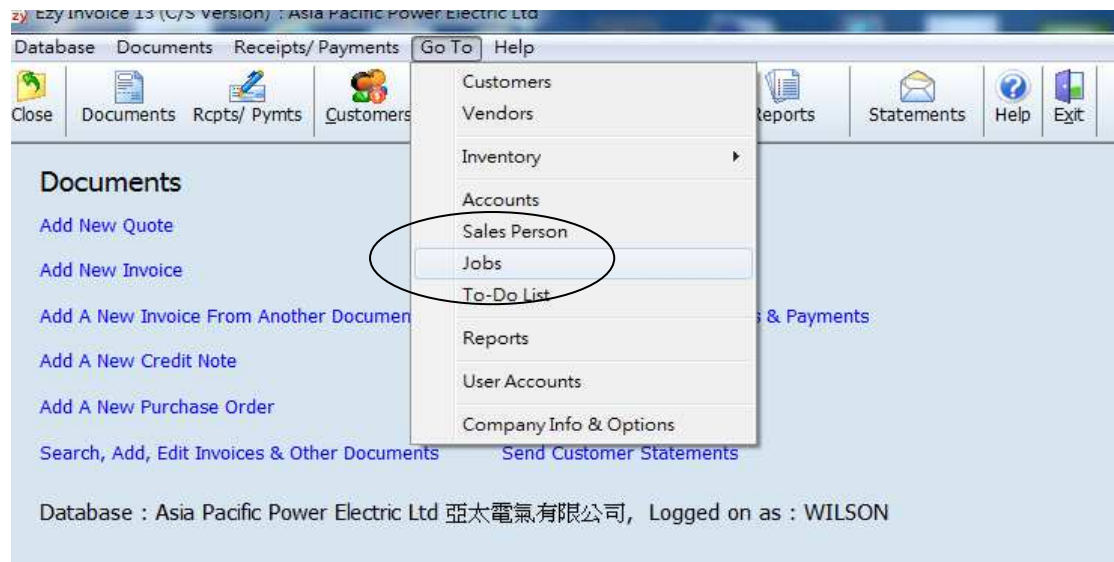 zy Ezy Invoice 13 (C/S Version) : Asia Pacific Power Electric Ltd
Database Documents Receipts/ Payments Go To Help
Close Documents Rcpts/ Pymts Customers Reports Statements Help Exit
Customers
Vendors
Inventory
Accounts
Sales Person
Jobs
To-Do List
Reports
User Accounts
Company Info & Options
Documents
Add New Quote
Add New Invoice
Add A New Invoice From Another Documen
s & Payments
Add A New Credit Note
Add A New Purchase Order
Search, Add, Edit Invoices & Other Documents Send Customer Statements
Database : Asia Pacific Power Electric Ltd 亞太電氣有限公司, Logged on as : WILSON